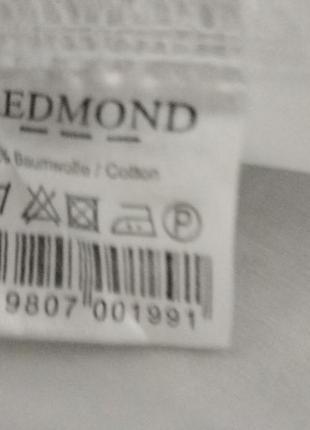 EDMOND
% Baumwolle / Cotton
P
9807 001991